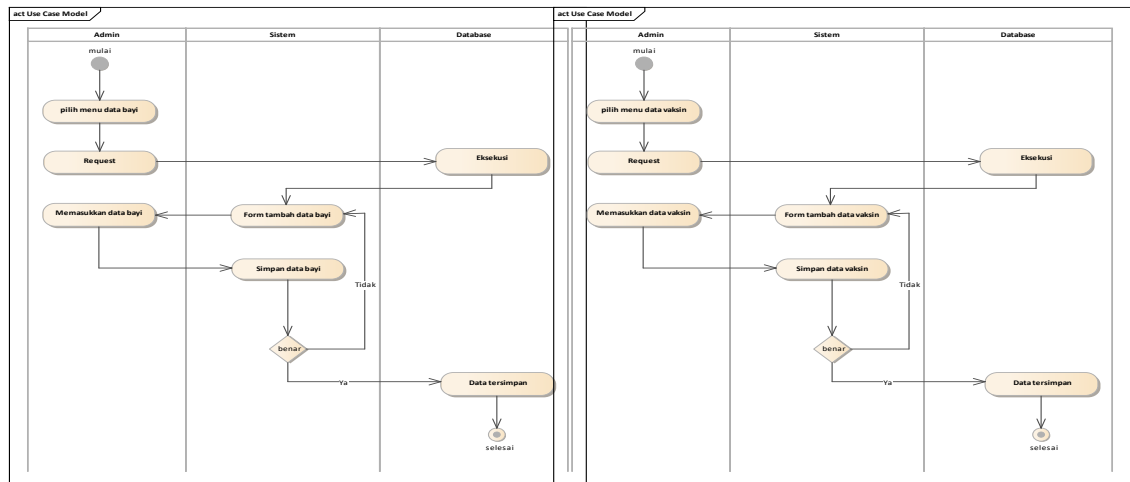 act Use Case Model
Admin
Sistem
Database
mulai
pilih menu data bayi
Request
Eksekusi
Memasukkan data bayi
Form tambah data bayi
Simpan data bayi
Tidak
benar
Ya
Data tersimpan
selesai
act Use Case Model
Admin
Sistem
Database
mulai
pilih menu data vaksin
Request
Eksekusi
Memasukkan data vaksin
Form tambah data vaksin
Simpan data vaksin
Tidak
benar
Ya
Data tersimpan
selesai